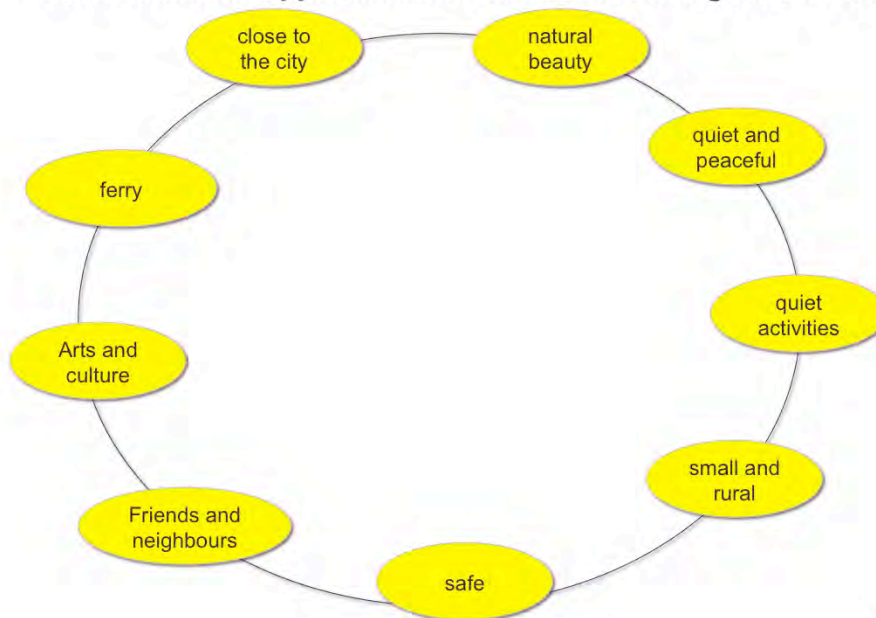 close to
the city
natural
beauty
quiet and
peaceful
ferry
quiet
activities
Arts and
culture
small and
rural
Friends and
neighbours
safe